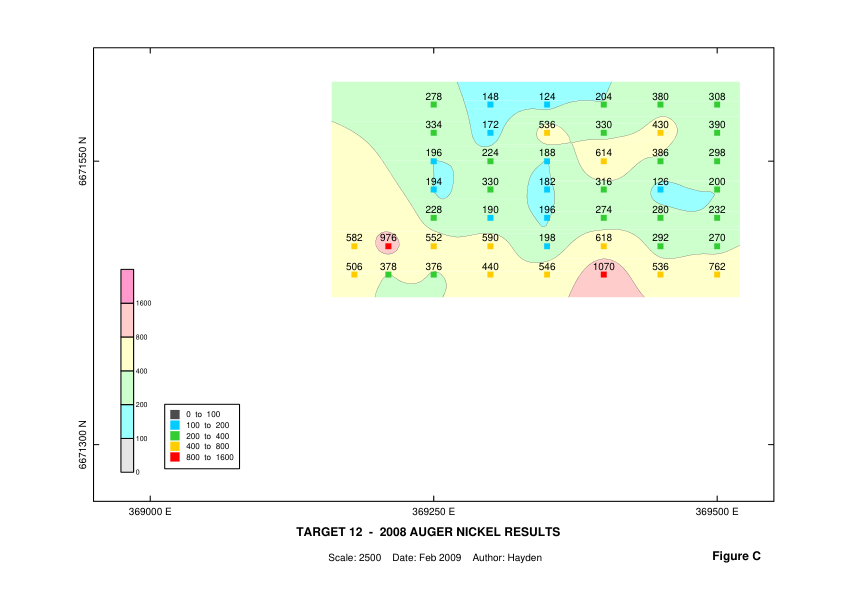 278 148 124 204 380 308
334 172 536 330 430 390
196 224 188 614 386 298
194 330 182 316 126 200
228 190 196 274 280 232
582 976 552 590 198 618 292 270
506 378 376 440 546 1070 536 762
6671550 N
6671300 N
1600
800
400
200
100
0
0 to 100
100 to 200
200 to 400
400 to 800
800 to 1600
369000 E 369250 E 369500 E
TARGET 12 - 2008 AUGER NICKEL RESULTS
Scale: 2500 Date: Feb 2009 Author: Hayden
Figure C